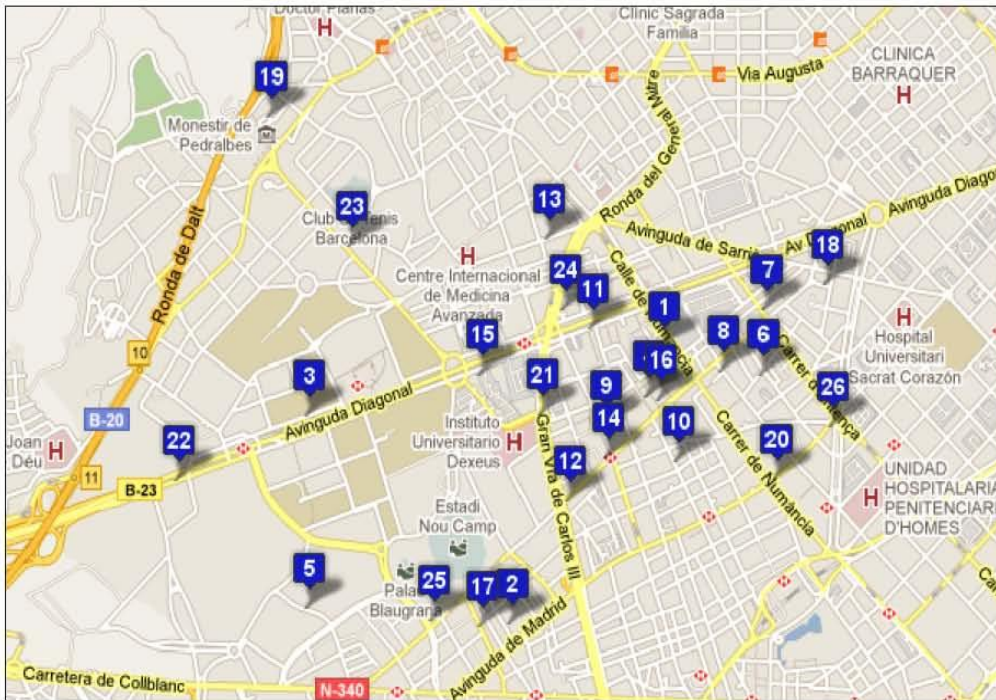 Doctor Planas
H
Clínic Sagrada
Familia
Via Augusta
CLINICA
BARRAQUER
H
19
Monestir de
Pedralbes
M
Ronda del General Mitre
23
Club
Tenis
Barcelona
13
Avinguda de Sarrià
Av Diagonal
Avinguda Diagonal
18
Ronda de Dalt
H
Centre Internacional
de Medicina
Avanzada
24
11
Calle de Numància
1
7
8
6
H
Hospital
Universitari
Sacrat Corazón
10
15
3
21
16
9
14
10
26
B-20
Avinguda Diagonal
Instituto
Universitario
Dexeus
H
12
Gran Vía de Carlos III
Carrer de Numància
20
Joan
Déu
H
11
22
B-23
UNIDAD
HOSPITALARIA
PENITENCIARIA
D'HOMES
H
Estadi
Nou Camp
5
25
Palau
Blaugrana
17
2
Avinguda de Madrid
Carretera de Collblanc
N-340